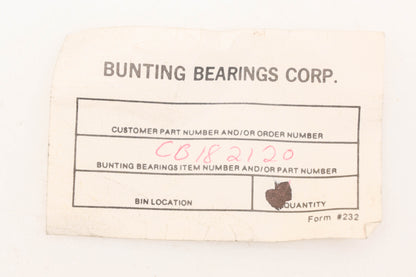 BUNTING BEARINGS CORP.
CUSTOMER PART NUMBER AND/OR ORDER NUMBER
CB182120
BUNTING BEARINGS ITEM NUMBER AND/OR PART NUMBER
BIN LOCATION QUANTITY
Form #232